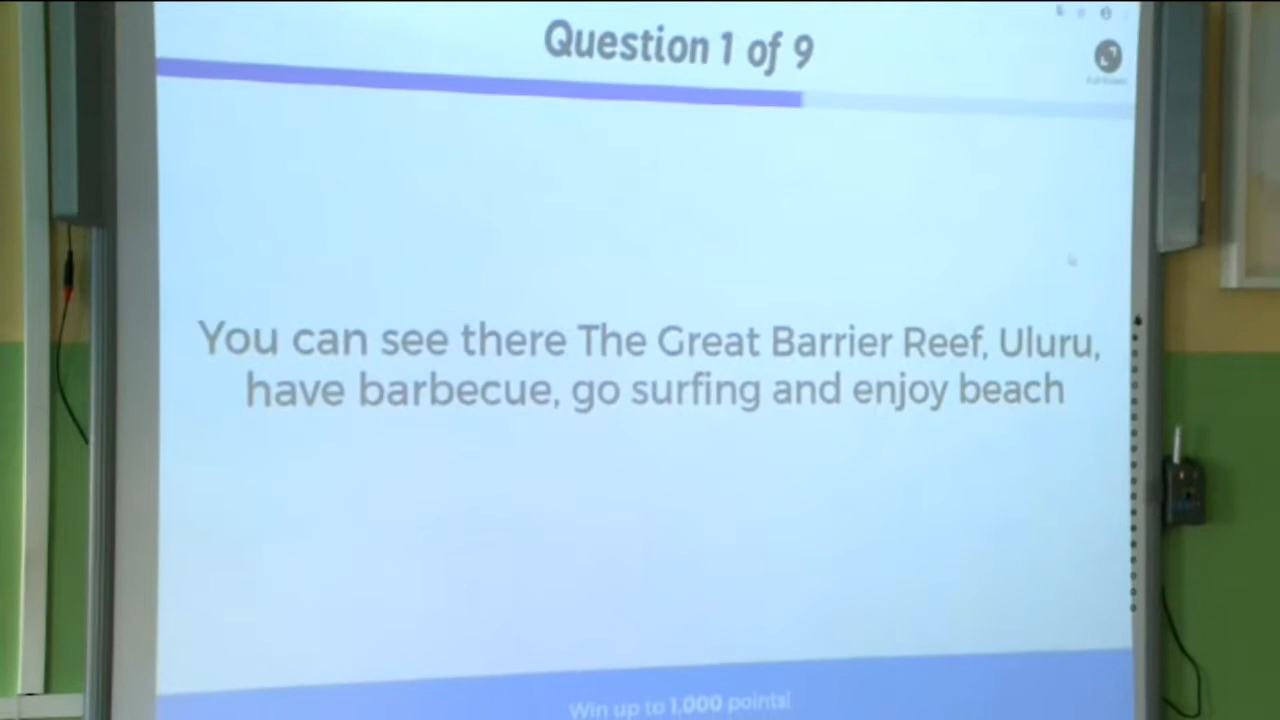 Question 1 of 9
You can see there The Great Barrier Reef, Uluru,
have barbecue, go surfing and enjoy beach
Win up to 1,000 points!